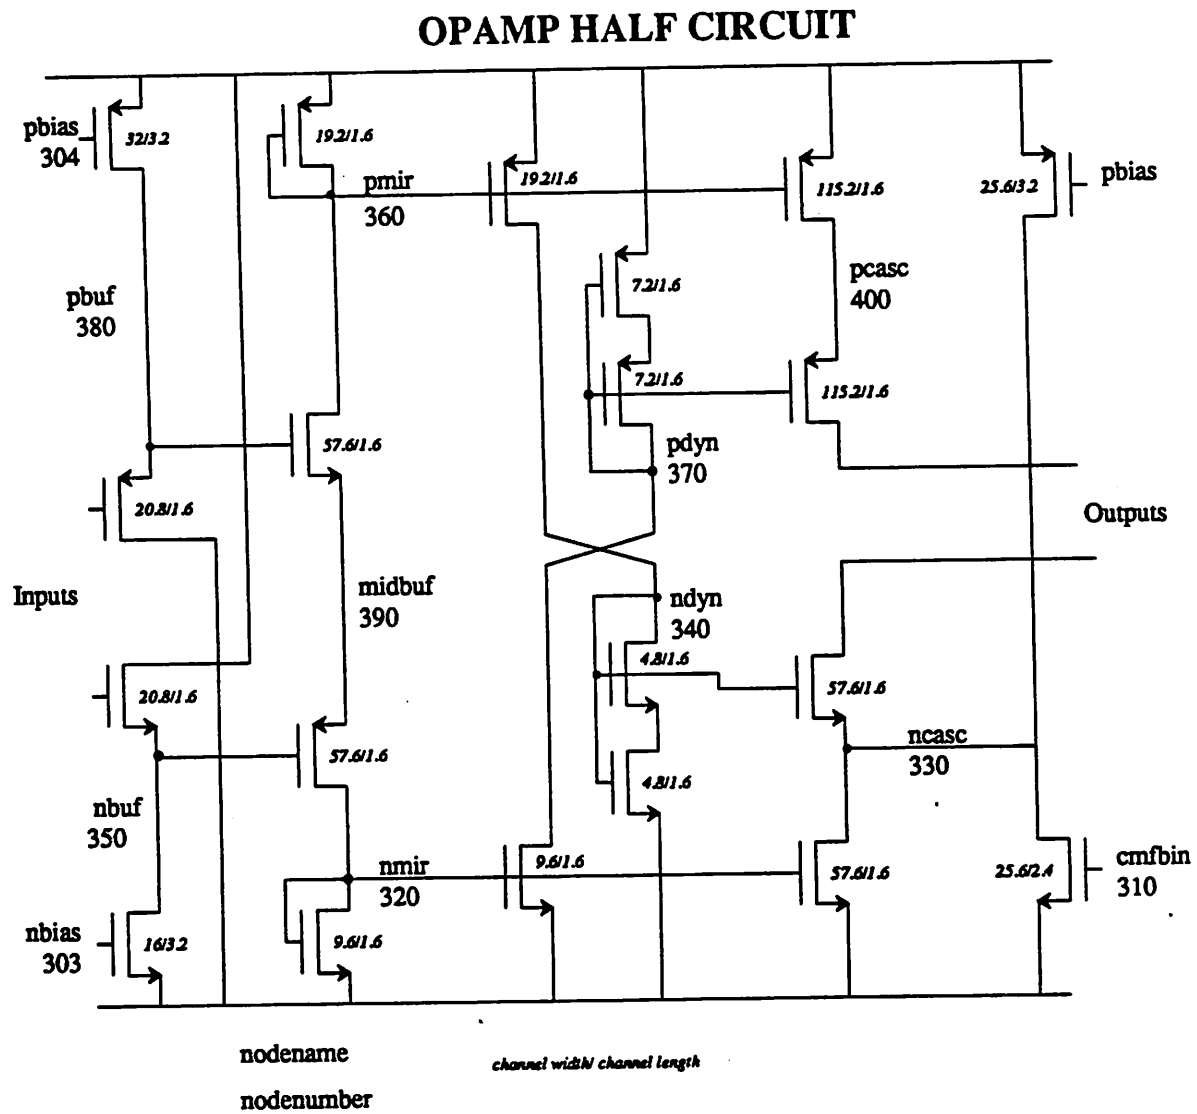 OPAMP HALF CIRCUIT
pbias
304
32/3.2
19.2/1.6
pmir
360
19.2/1.6
115.2/1.6
25.6/3.2
pbias
pbuf
380
7.2/1.6
pcasc
400
7.2/1.6
115.2/1.6
57.6/1.6
pdyn
370
20.8/1.6
Outputs
Inputs
midbuf
390
ndyn
340
4.8/1.6
20.8/1.6
57.6/1.6
57.6/1.6
ncasc
330
4.8/1.6
nbuf
350
nmir
320
9.6/1.6
57.6/1.6
25.6/2.4
cmfbin
310
nbias
303
16/3.2
9.6/1.6
nodename
channel width/ channel length
nodenumber